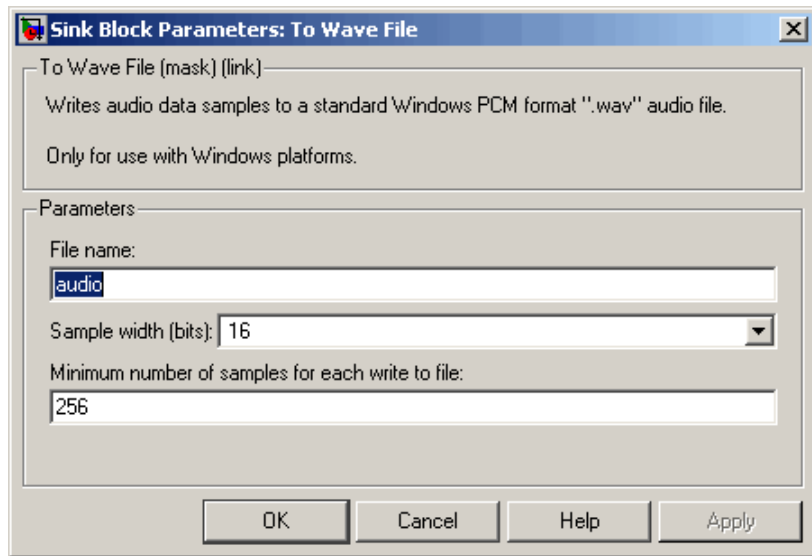 Sink Block Parameters: To Wave File
To Wave File (mask) (link)
Writes audio data samples to a standard Windows PCM format ".wav" audio file.
Only for use with Windows platforms.
Parameters
File name:
audio
Sample width (bits): 16
Minimum number of samples for each write to file:
256
OK Cancel Help Apply